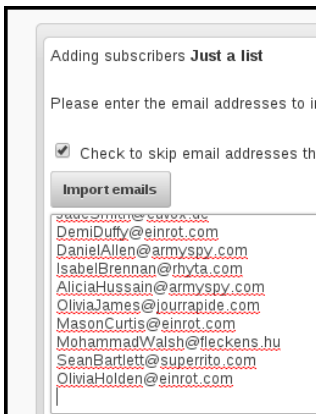 Adding subscribers Just a list
Please enter the email addresses to
Check to skip email addresses
Import emails
DemiDuffy@einrot.com
DanielAllen@armyspy.com
IsabelBrennan@rhyta.com
AliciaHussain@armyspy.com
OliviaJames@jourrapide.com
MasonCurtis@einrot.com
MohammadWalsh@fleckens.hu
SeanBartlett@superrito.com
OliviaHolden@einrot.com